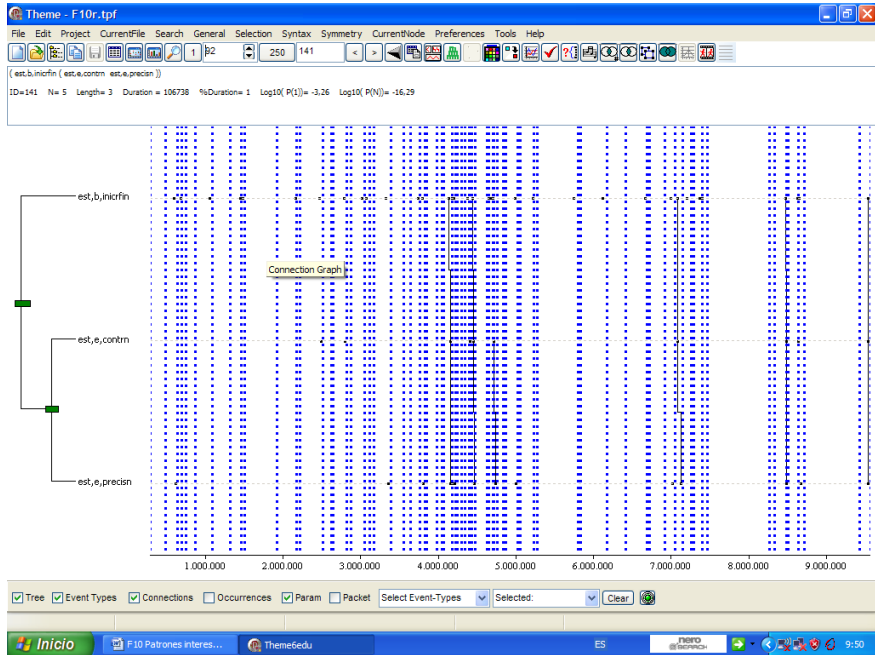 Theme - F10r.tpf
File Edit Project CurrentFile Search General Selection Syntax Symmetry CurrentNode Preferences Tools Help
1 92 250 141 < >
( est,b,inicrfin ( est,e,contrn est,e,precisn ))
ID=141 N= 5 Length= 3 Duration = 106738 %Duration= 1 Log10( P(1))= -3,26 Log10( P(N))= -16,29
est,b,inicrfin
Connection Graph
est,e,contrn
est,e,precisn
1.000.000 2.000.000 3.000.000 4.000.000 5.000.000 6.000.000 7.000.000 8.000.000 9.000.000
Tree Event Types Connections Occurrences Param Packet Select Event-Types Selected: Clear
Inicio F10 Patrones interes... Theme6edu ES nero SEARCH 9:50